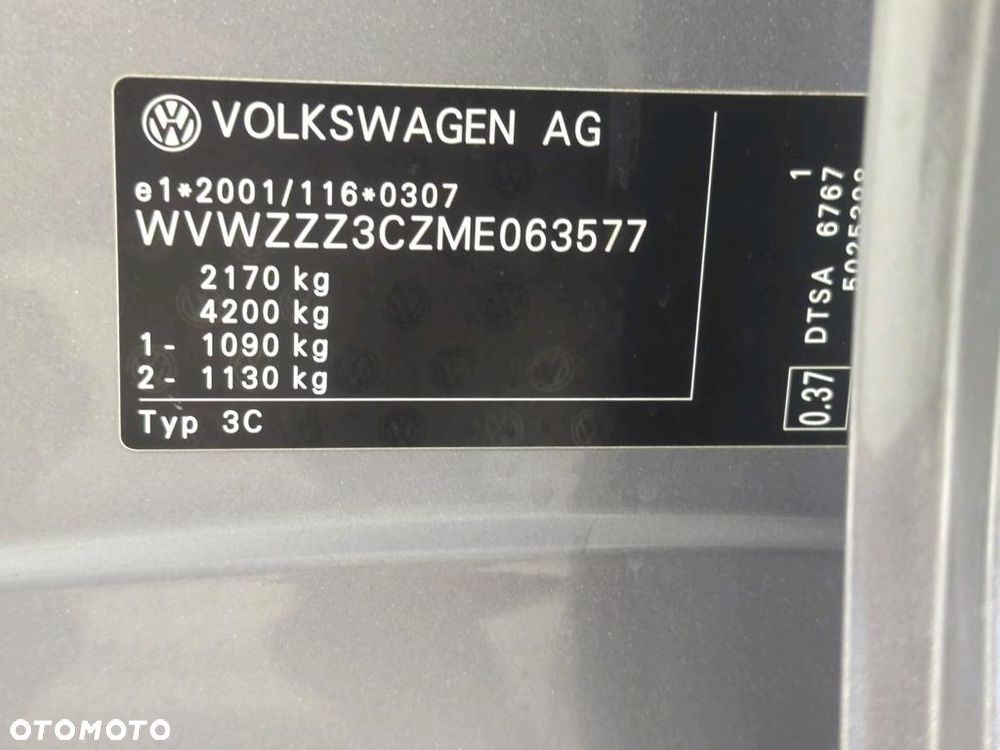 VOLKSWAGEN AG
e1*2001/116*0307
WVWZZZ3CZME063577
2170 kg
4200 kg
1- 1090 kg
2- 1130 kg
Typ 3C
1
DTSA 6767
0.37
OTOMOTO